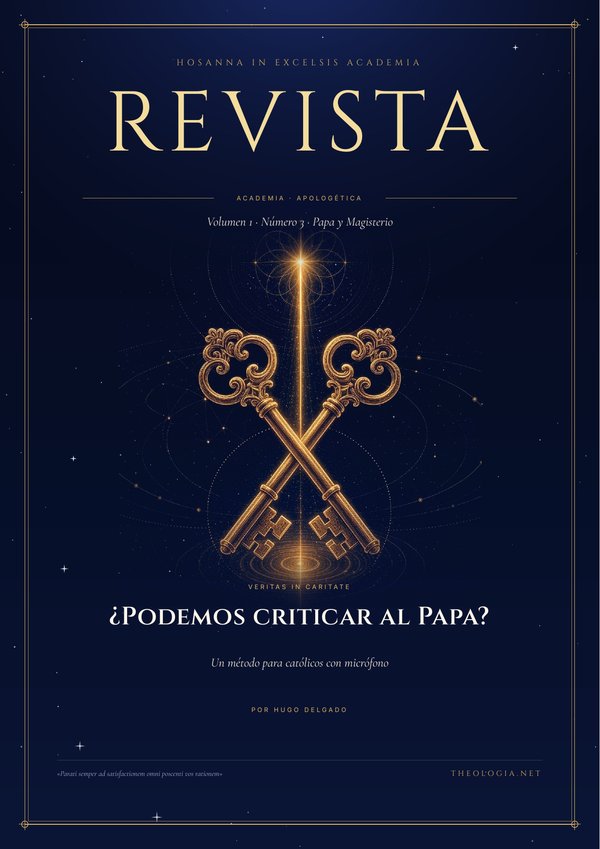 HOSANNA IN EXCELSIS ACADEMIA
REVISTA
ACADEMIA · APOLOGÉTICA
Volumen 1 · Número 3 · Papa y Magisterio
VERITAS IN CARITATE
¿PODEMOS CRITICAR AL PAPA?
Un método para católicos con micrófono
POR HUGO DELGADO
«Parati semper ad satisfactionem omni poscenti vos rationem»
THEOLOGIA.NET